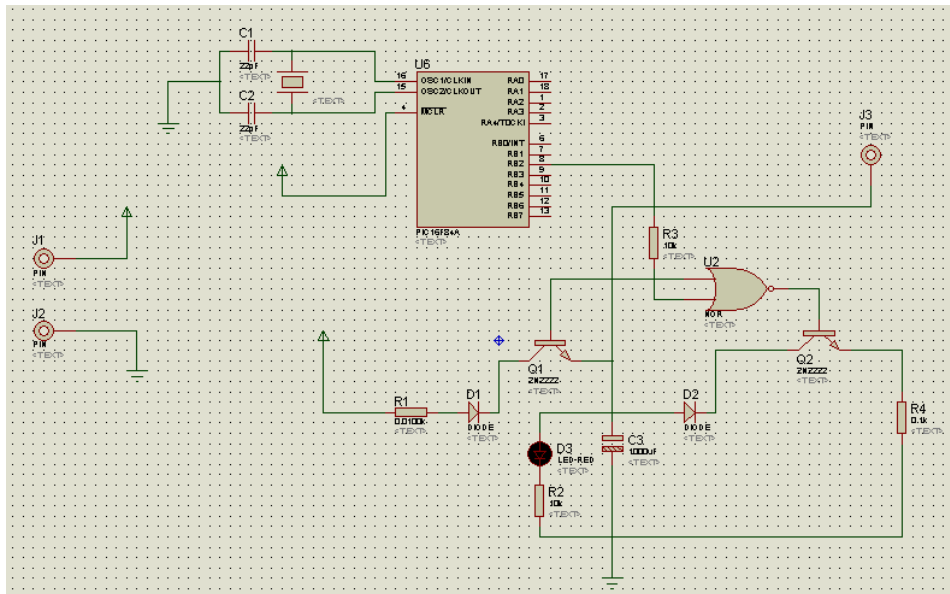 C1
22pF
<TEXT>
C2
22pF
<TEXT>
<TEXT>
U6
16 OSC1/CLKIN
15 OSC2/CLKOUT
4 MCLR
RA0 17
RA1 18
RA2 1
RA3 2
RA4/T0CKI 3
RB0/INT 6
RB1 7
RB2 8
RB3 9
RB4 10
RB5 11
RB6 12
RB7 13
PIC16F84A
<TEXT>
J3
PIN
<TEXT>
J1
PIN
<TEXT>
J2
PIN
<TEXT>
R3
10k
<TEXT>
U2
NOR
<TEXT>
Q1
2N2222
<TEXT>
Q2
2N2222
<TEXT>
R1
0.0100k
<TEXT>
D1
DIODE
<TEXT>
D2
DIODE
<TEXT>
R4
0.1k
<TEXT>
D3
LED-RED
<TEXT>
C3
1000uF
<TEXT>
R2
10k
<TEXT>